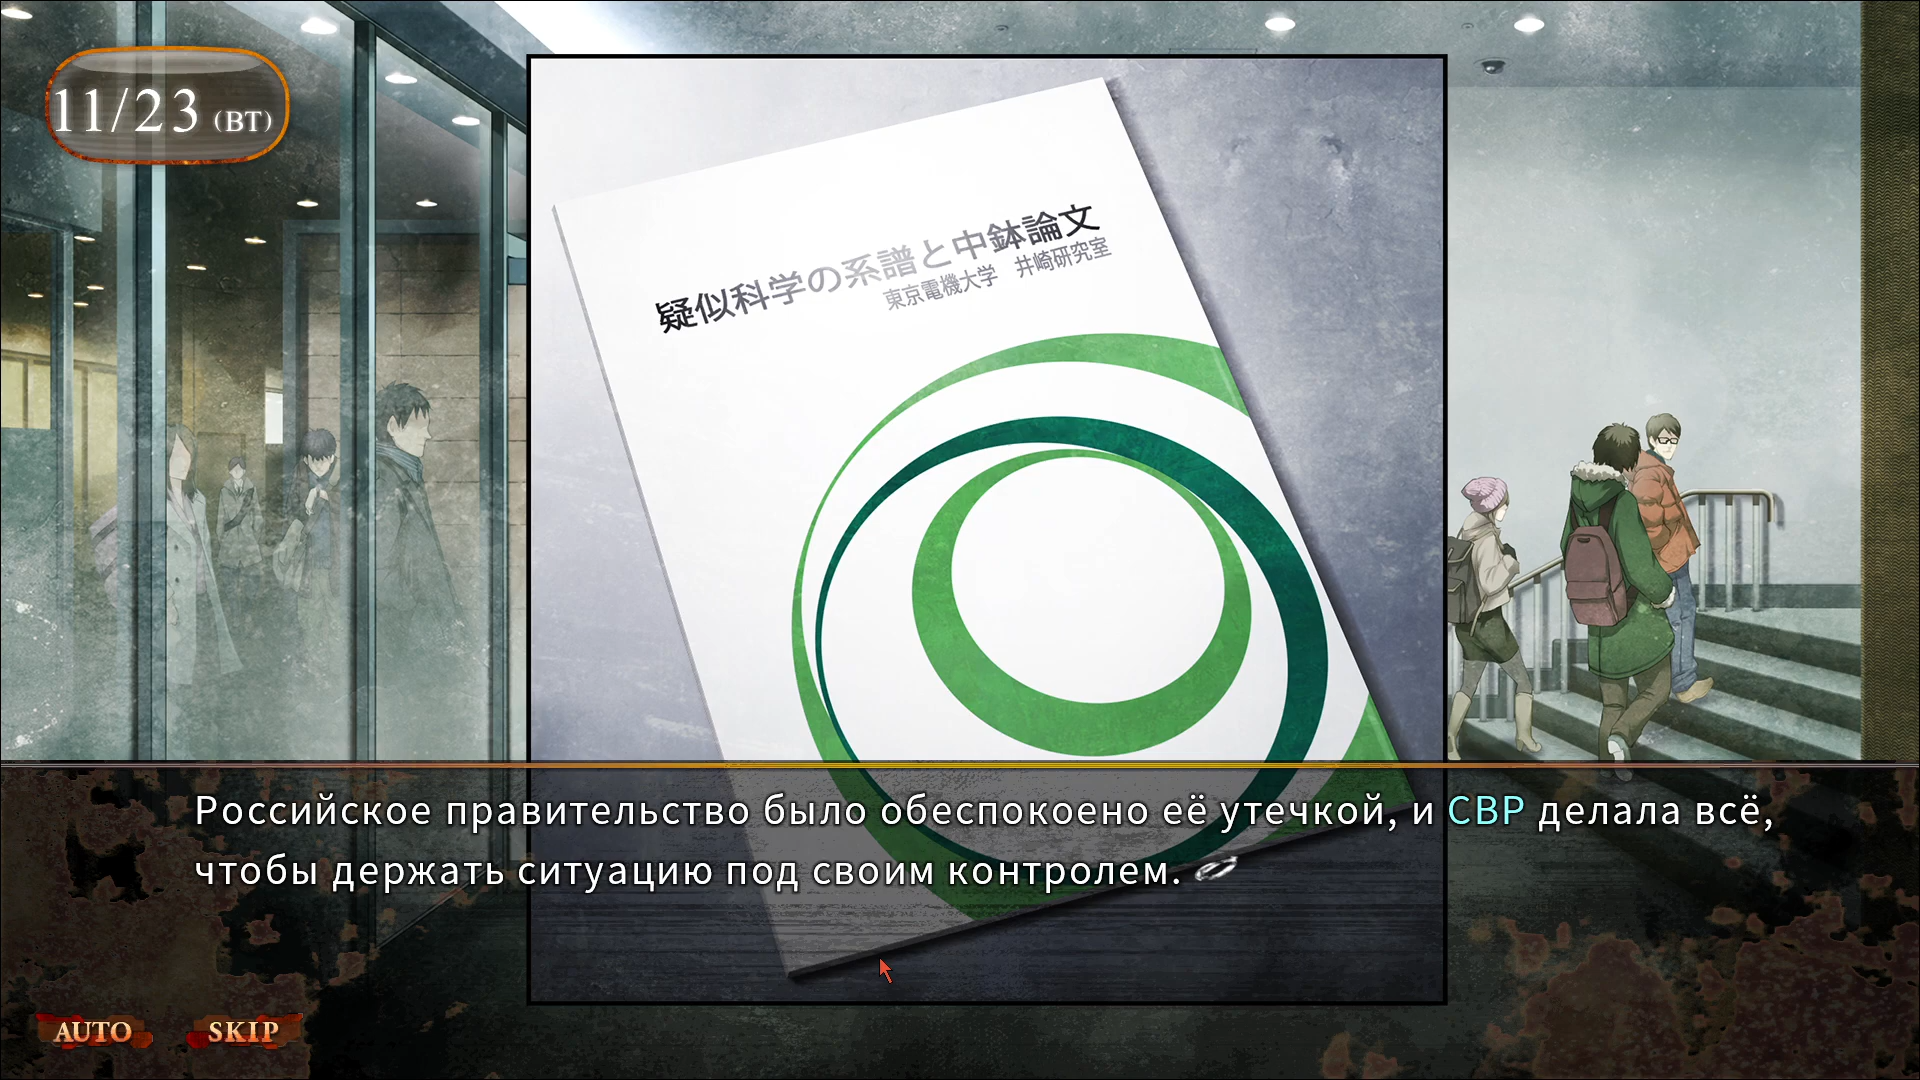 11/23 (ВТ)
疑似科学の系譜と中鉢論文
東京電機大学　井崎研究室
Российское правительство было обеспокоено её утечкой, и СВР делала всё,
чтобы держать ситуацию под своим контролем.
AUTO SKIP